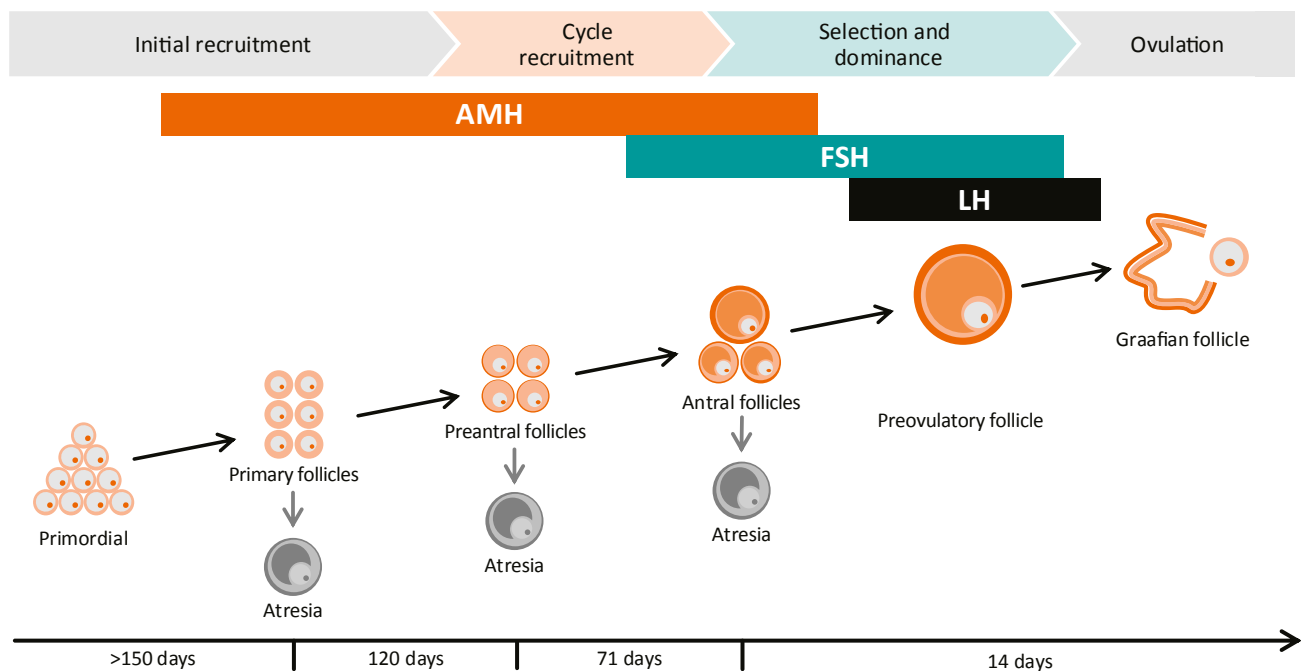 Initial recruitment
Cycle
recruitment
Selection and
dominance
Ovulation
AMH
FSH
LH
Graafian follicle
Antral follicles
Preovulatory follicle
Preantral follicles
Primary follicles
Primordial
Atresia
Atresia
Atresia
>150 days
120 days
71 days
14 days